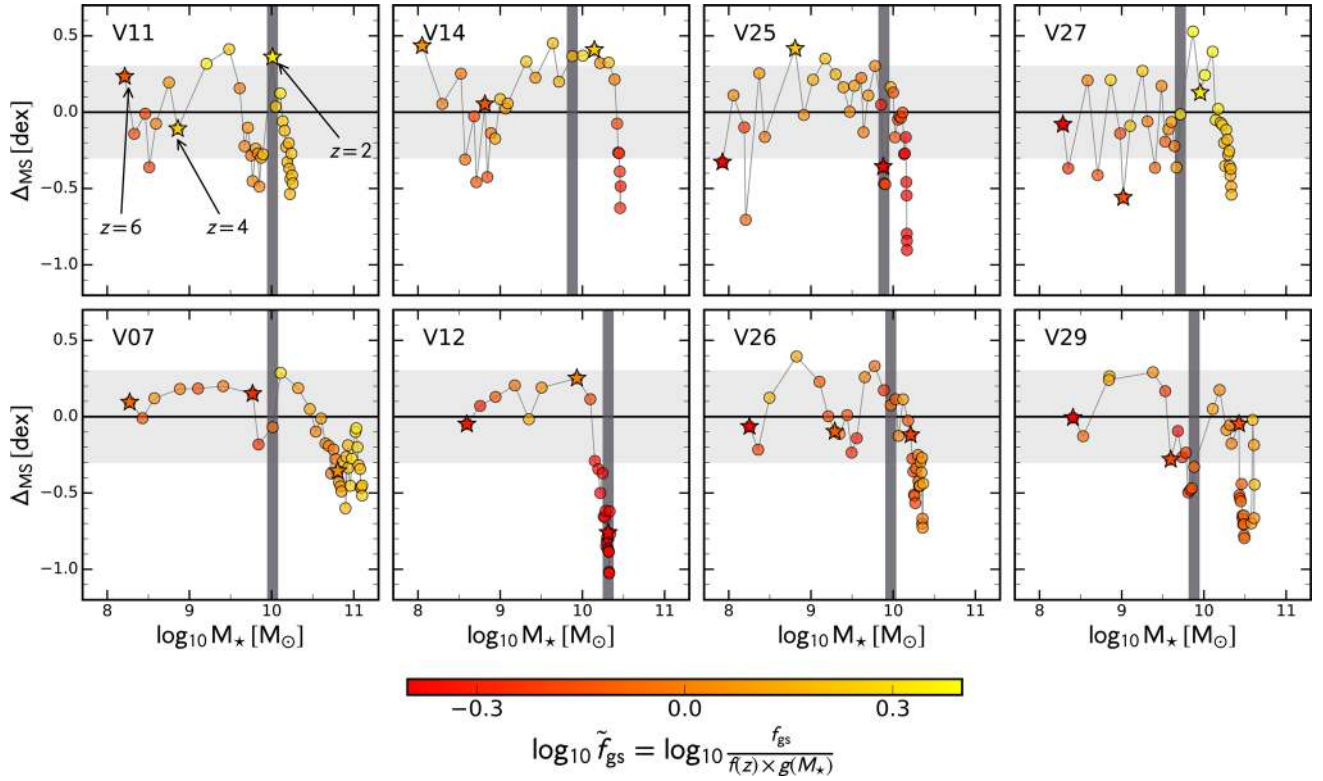 V11
V14
V25
V27
0.5
0.0
−0.5
−1.0
Δ_MS [dex]
z=6
z=4
z=2
V07
V12
V26
V29
0.5
0.0
−0.5
−1.0
Δ_MS [dex]
8 9 10 11
8 9 10 11
8 9 10 11
8 9 10 11
log₁₀ M⋆ [M⊙]
log₁₀ M⋆ [M⊙]
log₁₀ M⋆ [M⊙]
log₁₀ M⋆ [M⊙]
−0.3 0.0 0.3
log₁₀ f̃_gs = log₁₀ f_gs / (f(z)×g(M⋆))